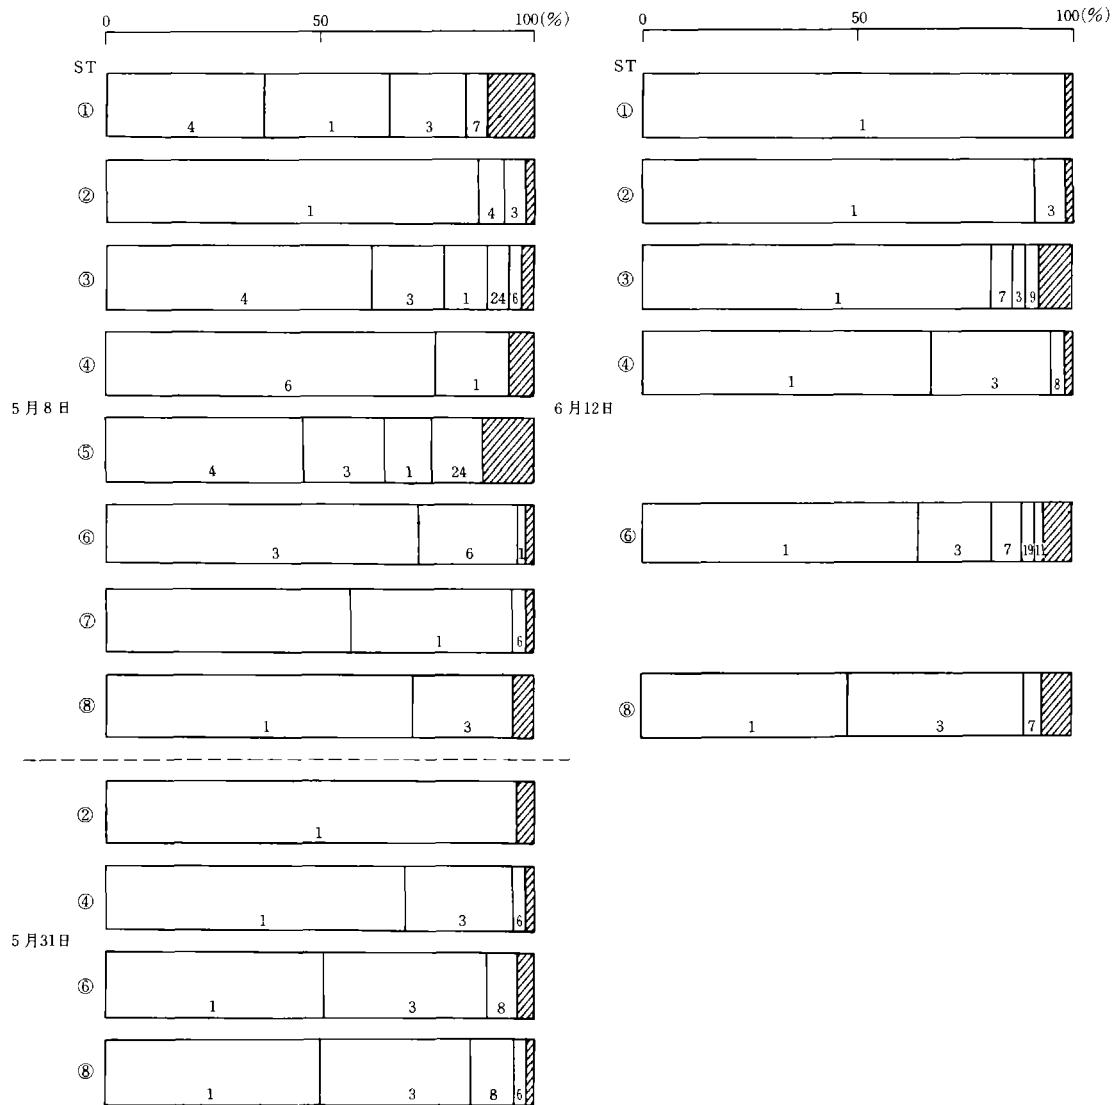 0 50 100(%)
ST
① 4 1 3 7
② 1 4 3
③ 4 3 1 24 6
④ 6 1
5月8日
⑤ 4 3 1 24
⑥ 3 6 1
⑦ 1 6
⑧ 1 3
② 1
④ 1 3 6
5月31日
⑥ 1 3 8
⑧ 1 3 8 6
0 50 100(%)
ST
① 1
② 1 3
③ 1 7 3 9
④ 1 3 8
6月12日
⑥ 1 3 7 19 11
⑧ 1 3 7